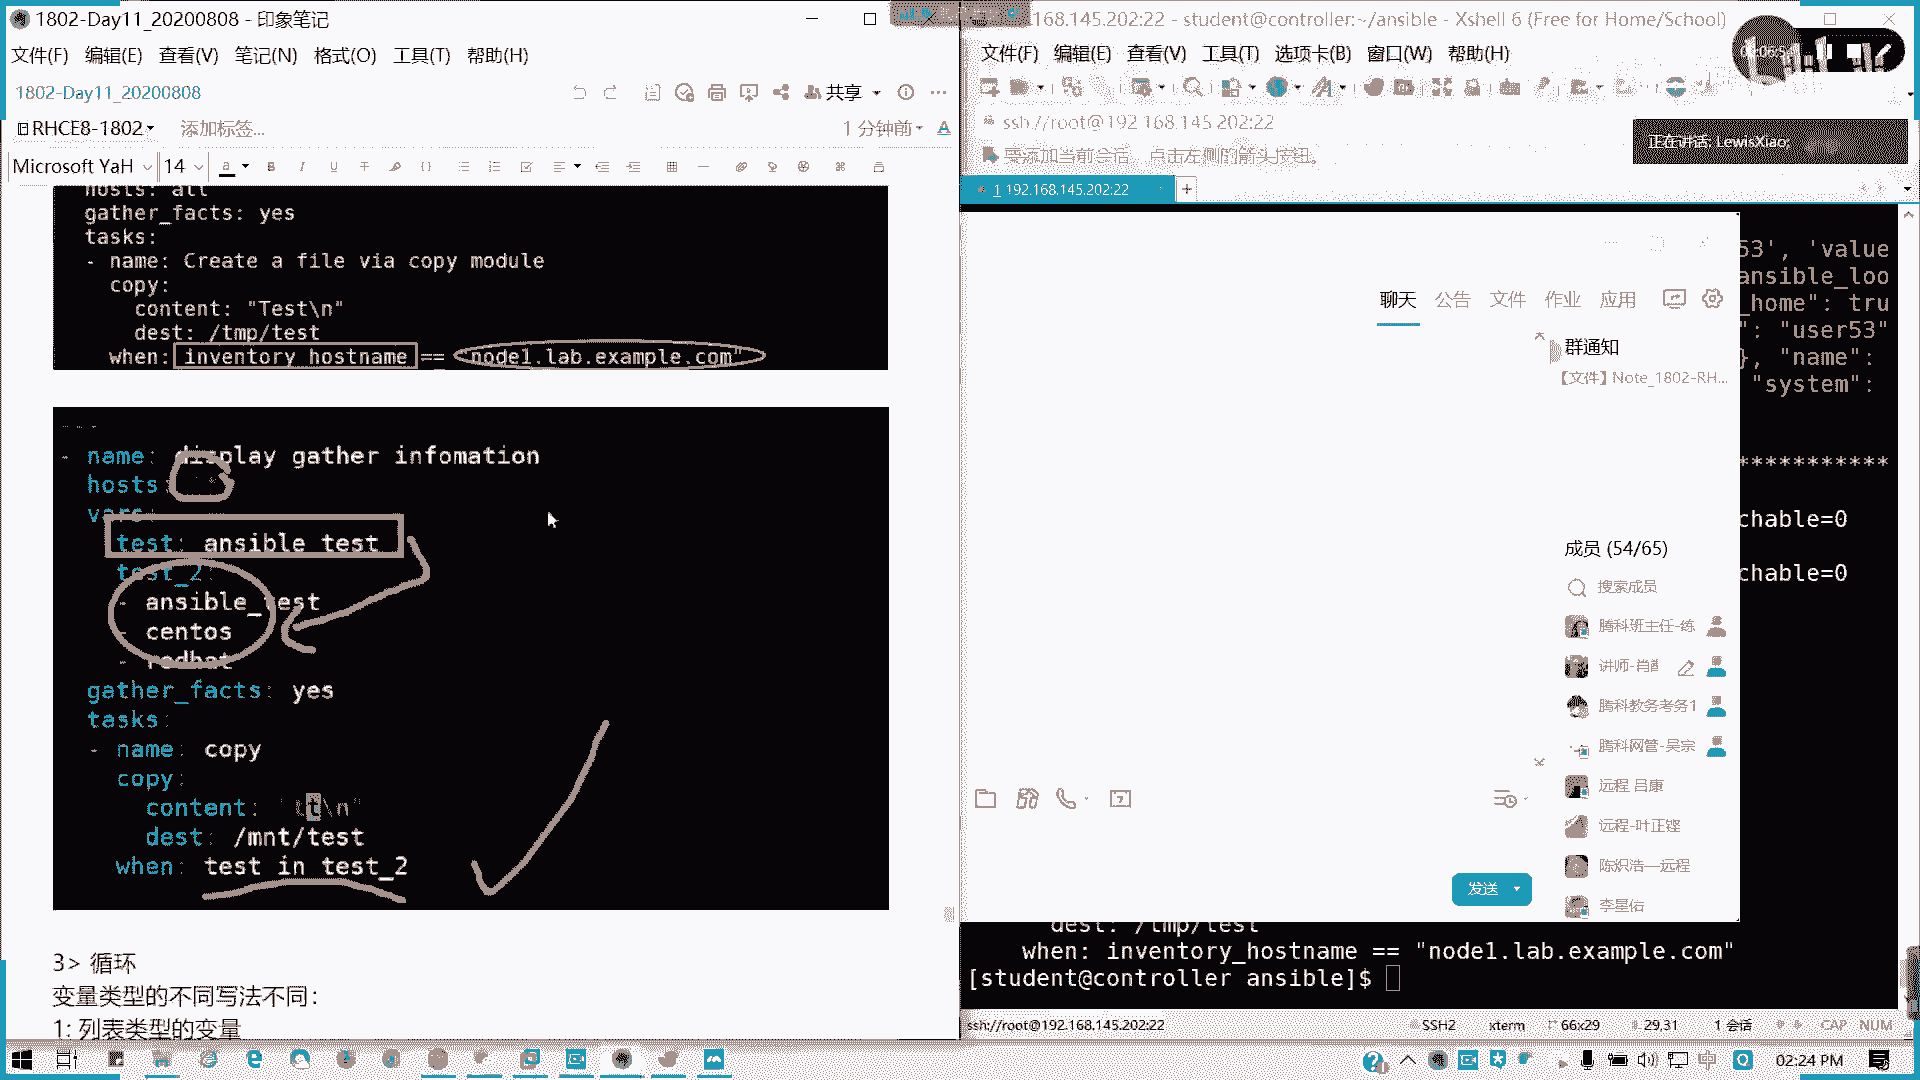 1802-Day11_20200808 - 印象笔记
文件(F) 编辑(E) 查看(V) 笔记(N) 格式(O) 工具(T) 帮助(H)
1802-Day11_20200808
共享
RHCE8-1802
添加标签...
1 分钟前
Microsoft YaH
14
hosts: all
gather_facts: yes
tasks:
- name: Create a file via copy module
copy:
content: "Test\n"
dest: /tmp/test
when: inventory_hostname == "node1.lab.example.com"
---
- name: display gather infomation
hosts
vars:
test: ansible_test
test_2:
- ansible_test
- centos
- redhat
gather_facts: yes
tasks:
- name: copy
copy:
content: "tt\n"
dest: /mnt/test
when: test in test_2
3> 循环
变量类型的不同写法不同：
1: 列表类型的变量
168.145.202:22 - student@controller:~/ansible - Xshell 6 (Free for Home/School)
文件(F) 编辑(E) 查看(V) 工具(T) 选项卡(B) 窗口(W) 帮助(H)
ssh://root@192.168.145.202:22
要添加当前会话，点击左侧的箭头按钮。
正在讲话: LewisXiao;
1 192.168.145.202:22
53', 'value
ansible_loo
_home": tru
": "user53"
}, "name":
"system":
***********
chable=0
chable=0
聊天 公告 文件 作业 应用
群通知
【文件】Note_1802-RH...
成员 (54/65)
搜索成员
腾科班主任-练
讲师-肖
腾科教务考务1
腾科网管-吴宗
远程 吕康
远程-叶正铿
陈炽浩—远程
李星佑
发送
dest: /tmp/test
when: inventory_hostname == "node1.lab.example.com"
[student@controller ansible]$
ssh://root@192.168.145.202:22
SSH2
xterm
66x29
29,31
1 会话
CAP NUM
中
02:24 PM